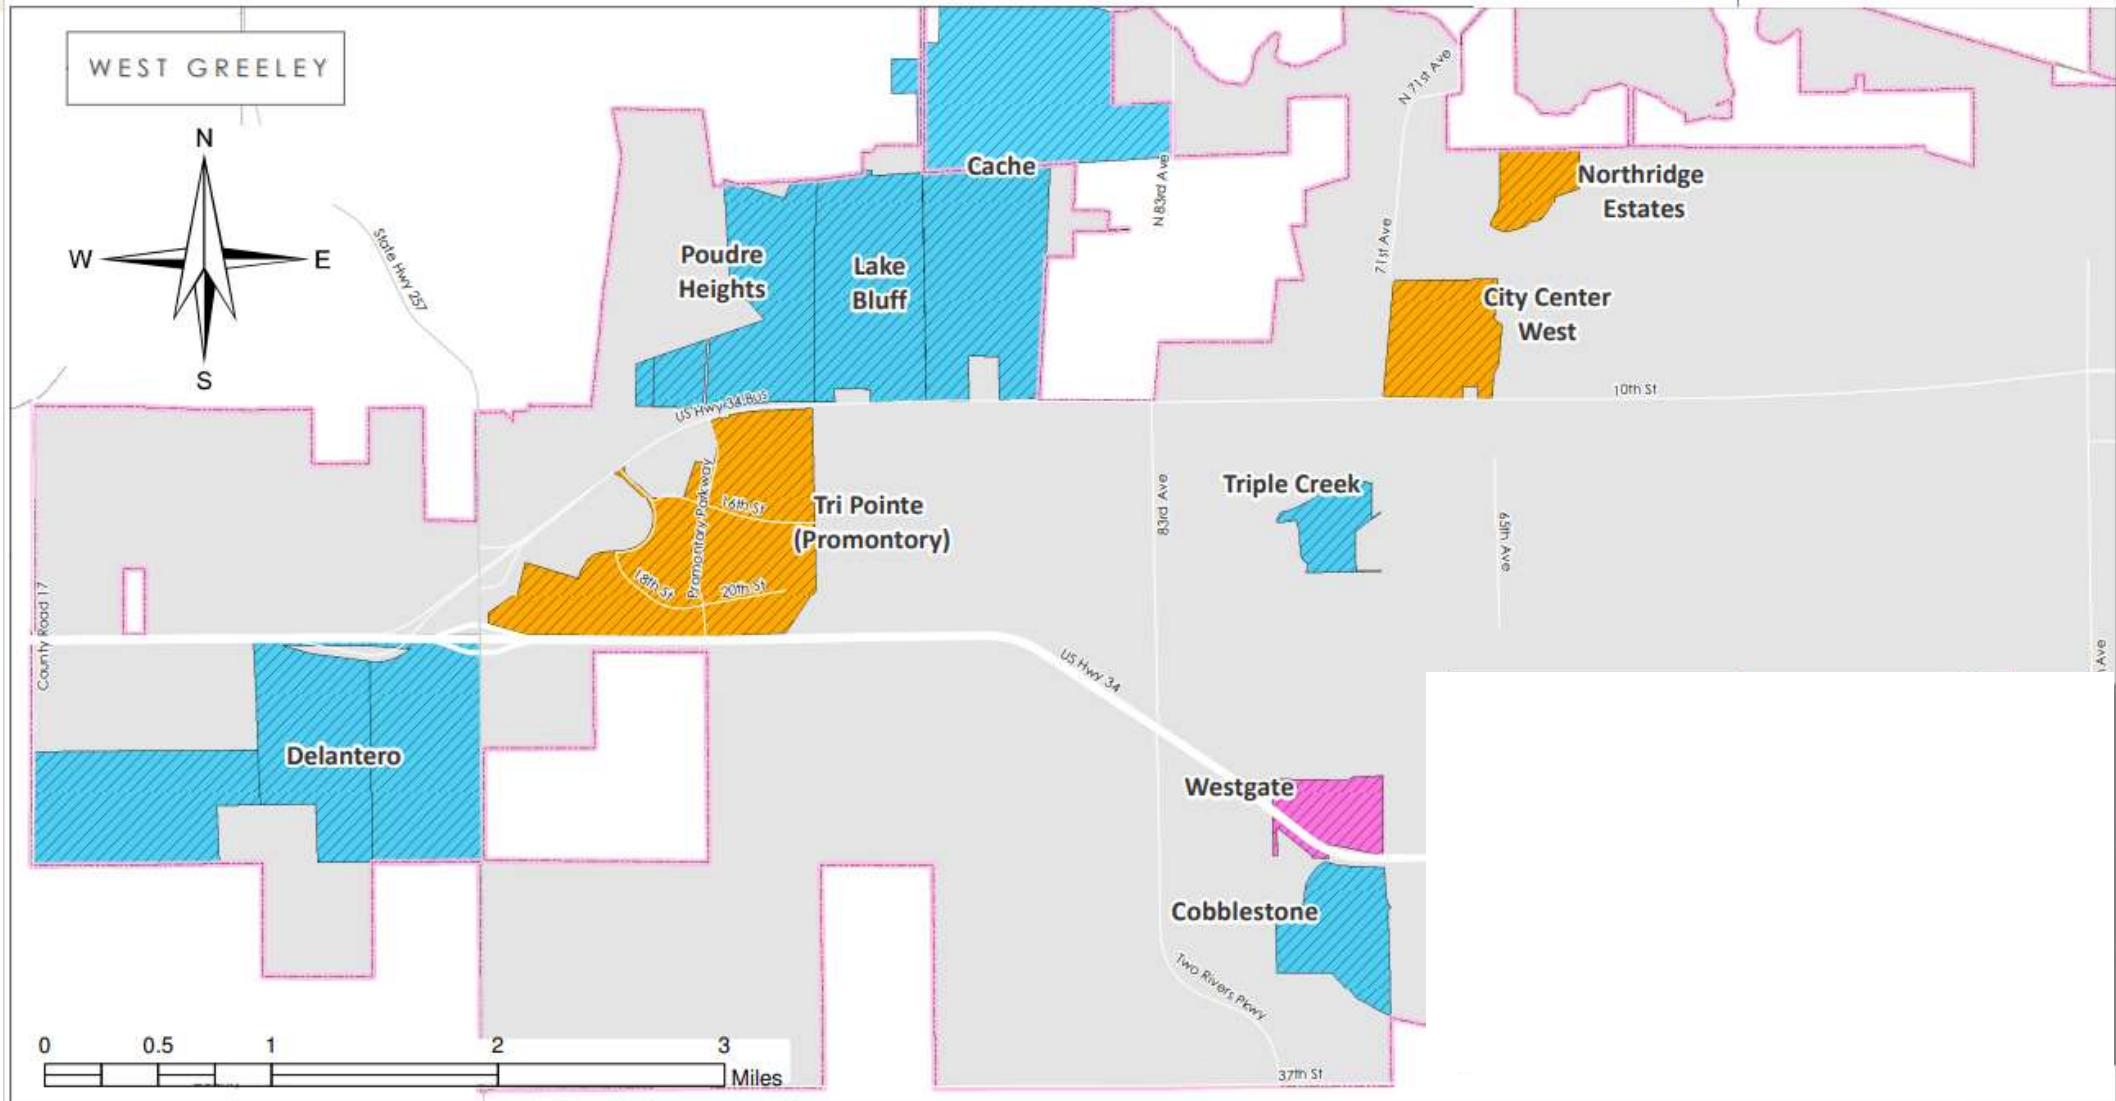 WEST GREELEY
N
W
E
S
State Hwy 257
N 71st Ave
Cache
N 83rd Ave
Northridge
Estates
71st Ave
Poudre
Heights
Lake
Bluff
City Center
West
10th St
US Hwy 34 Bus
Triple Creek
Tri Pointe
(Promontory)
16th St
Promontory Parkway
18th St
20th St
83rd Ave
65th Ave
County Road 17
US Hwy 34
Ave
Delantero
Westgate
Cobblestone
Two Rivers Pkwy
37th St
0 0.5 1 2 3
Miles